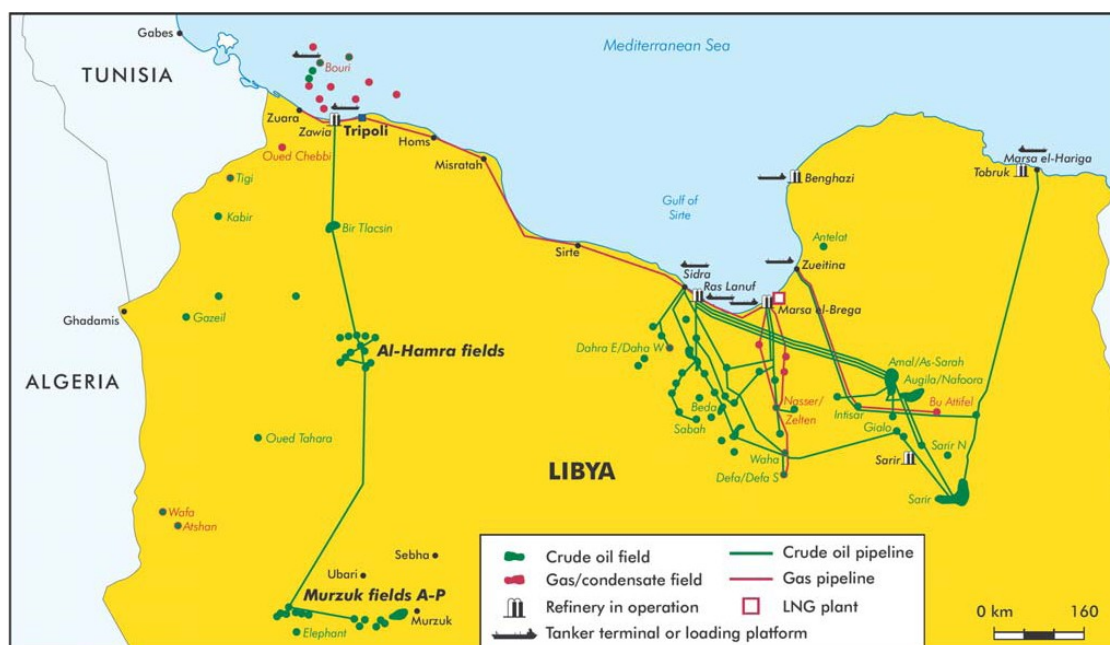 Gabes
Mediterranean Sea
TUNISIA
Bouri
Zuara
Zawia
Tripoli
Oued Chebbi
Homs
Misratah
Marsa el-Hariga
Tobruk
Benghazi
Tigi
Kabir
Bir Tlacsin
Gulf of
Sirte
Antelat
Sirte
Zueitina
Sidra
Ras Lanuf
Marsa el-Brega
Ghadamis
Gazeil
Al-Hamra fields
Dahra E/Daha W
Amal/As-Sarah
Augila/Nafoora
ALGERIA
Beda
Nasser/
Zelten
Intisar
Bu Attifel
Sabah
Giala
Oued Tahara
Sarir N
LIBYA
Waha
Sarir
Defa/Defa S
Sarir
Wafa
Atshan
Sebha
Ubari
Murzuk fields A-P
Murzuk
Elephant
Crude oil field
Crude oil pipeline
Gas/condensate field
Gas pipeline
Refinery in operation
LNG plant
Tanker terminal or loading platform
0 km 160